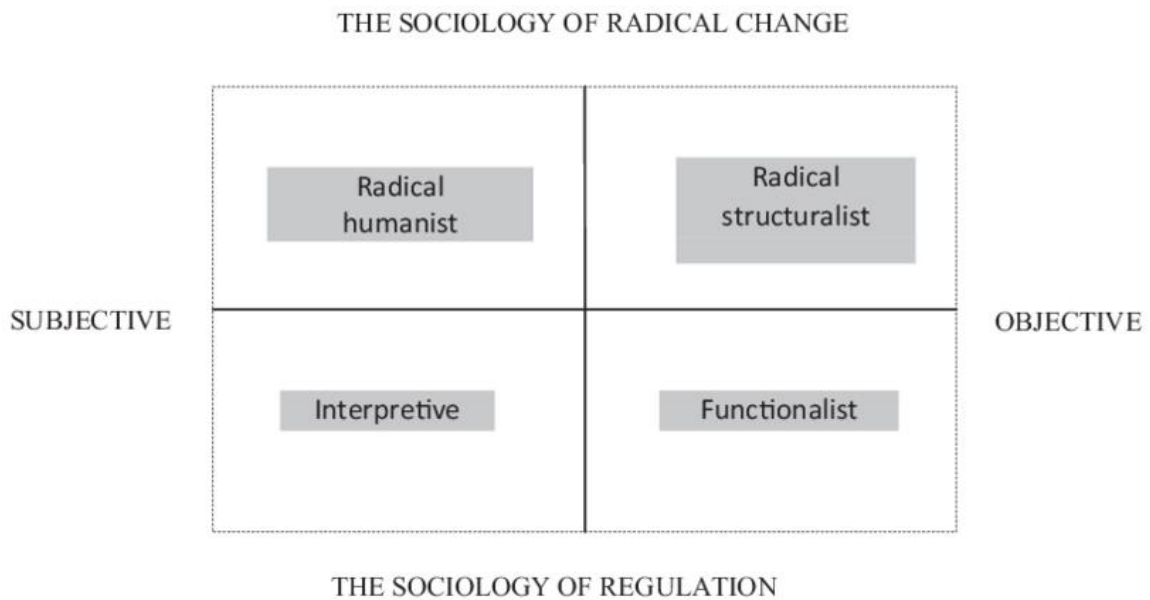 THE SOCIOLOGY OF RADICAL CHANGE
Radical
humanist
Radical
structuralist
SUBJECTIVE
OBJECTIVE
Interpretive
Functionalist
THE SOCIOLOGY OF REGULATION